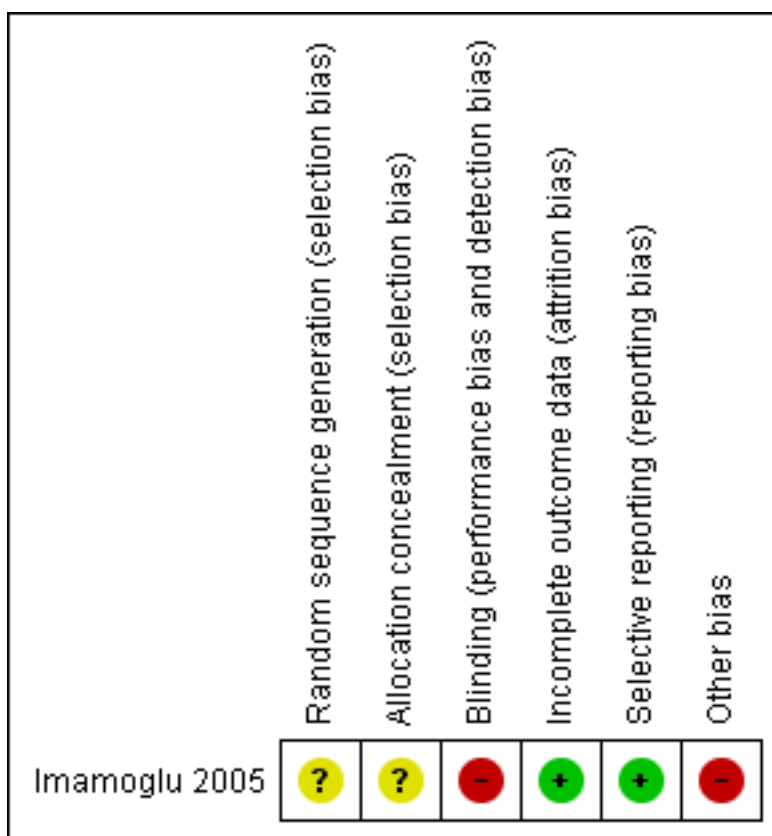 Random sequence generation (selection bias)
Allocation concealment (selection bias)
Blinding (performance bias and detection bias)
Incomplete outcome data (attrition bias)
Selective reporting (reporting bias)
Other bias
Imamoglu 2005 ? ? - + + -